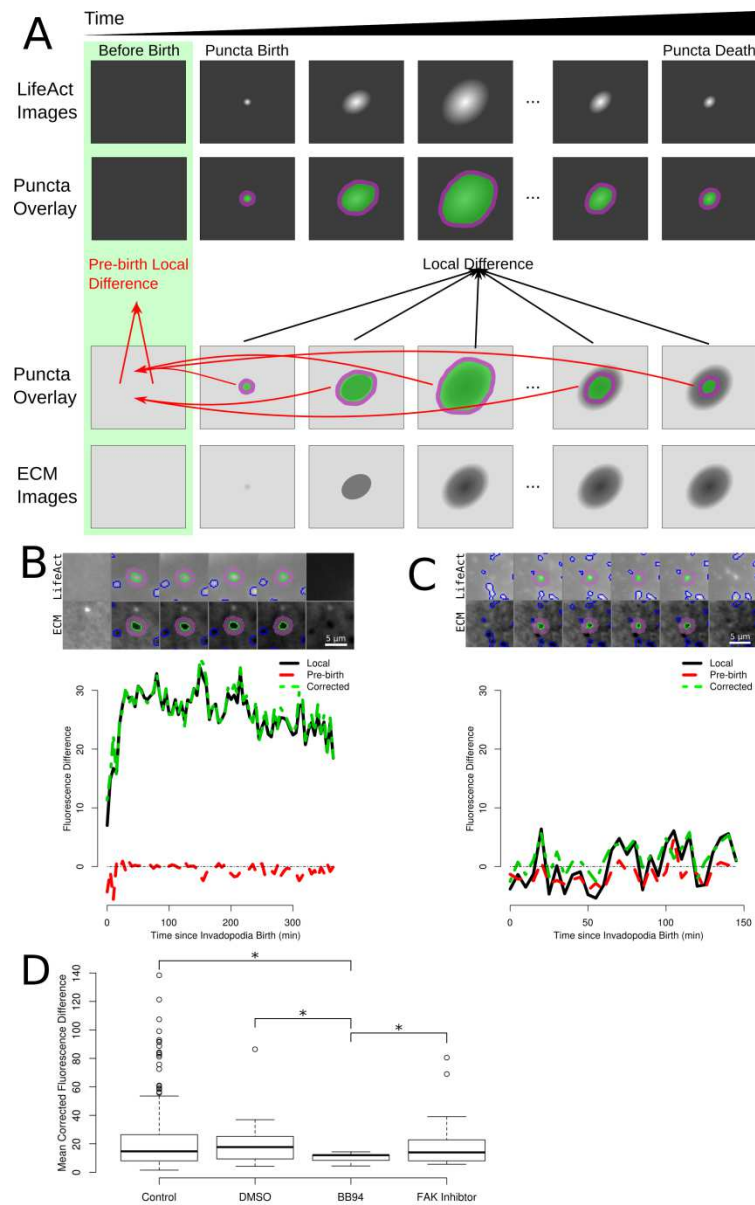 Time
A
Before Birth
Puncta Birth
Puncta Death
LifeAct
Images
...
Puncta
Overlay
...
Pre-birth Local
Difference
Local Difference
Puncta
Overlay
...
ECM
Images
...
B
LifeAct
ECM
5 µm
Local
Pre-birth
Corrected
Fluorescence Difference
30
20
10
0
0 100 200 300
Time since Invadopodia Birth (min)
C
LifeAct
ECM
5 µm
Local
Pre-birth
Corrected
Fluorescence Difference
30
20
10
0
0 50 100 150
Time since Invadopodia Birth (min)
D
Mean Corrected Fluorescence Difference
140
120
100
80
60
40
20
0
*
*
*
Control DMSO BB94 FAK Inhibtor